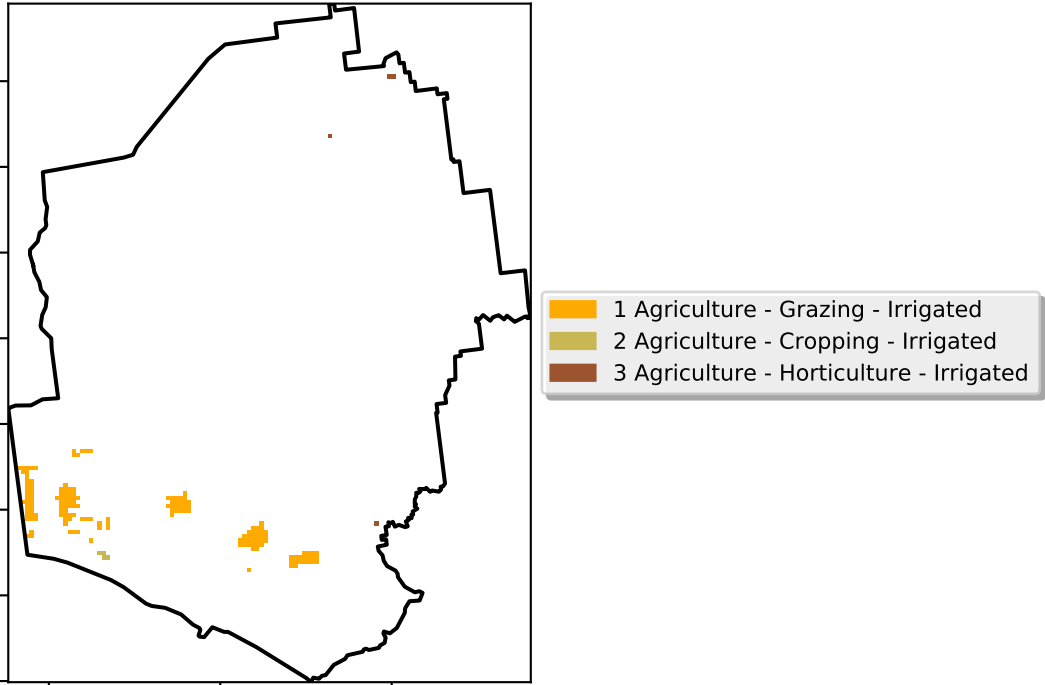 1 Agriculture - Grazing - Irrigated
2 Agriculture - Cropping - Irrigated
3 Agriculture - Horticulture - Irrigated